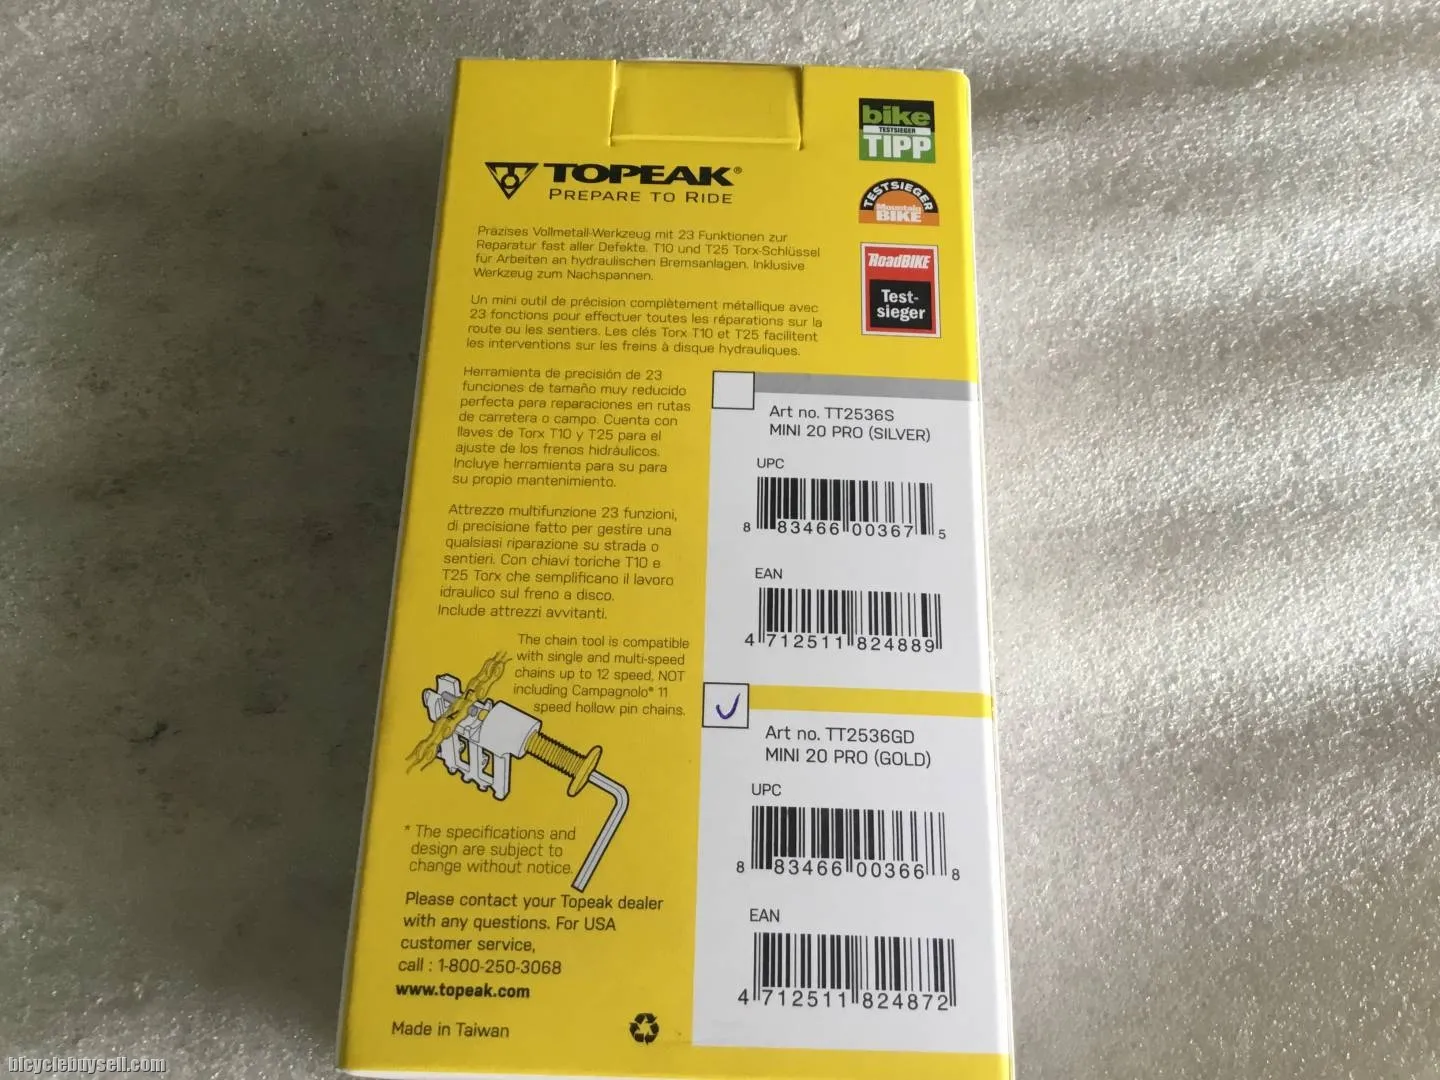 TOPEAK®
PREPARE TO RIDE
bike
TESTSIEGER
TIPP
TESTSIEGER
Mountain
BIKE
RoadBIKE
Test-
sieger
Präzises Vollmetall-Werkzeug mit 23 Funktionen zur
Reparatur fast aller Defekte. T10 und T25 Torx-Schlüssel
für Arbeiten an hydraulischen Bremsanlagen. Inklusive
Werkzeug zum Nachspannen.
Un mini outil de précision complètement métallique avec
23 fonctions pour effectuer toutes les réparations sur la
route ou les sentiers. Les clés Torx T10 et T25 facilitent
les interventions sur les freins à disque hydrauliques.
Herramienta de precisión de 23
funciones de tamaño muy reducido
perfecta para reparaciones en rutas
de carretera o campo. Cuenta con
llaves de Torx T10 y T25 para el
ajuste de los frenos hidráulicos.
Incluye herramienta para su para
su propio mantenimiento.
Attrezzo multifunzione 23 funzioni,
di precisione fatto per gestire una
qualsiasi riparazione su strada o
sentieri. Con chiavi toriche T10 e
T25 Torx che semplificano il lavoro
idraulico sul freno a disco.
Include attrezzi avvitanti.
The chain tool is compatible
with single and multi-speed
chains up to 12 speed, NOT
including Campagnolo® 11
speed hollow pin chains.
* The specifications and
design are subject to
change without notice.
Please contact your Topeak dealer
with any questions. For USA
customer service,
call : 1-800-250-3068
www.topeak.com
Made in Taiwan
Art no. TT2536S
MINI 20 PRO (SILVER)
UPC
8 83466 00367 5
EAN
4 712511 824889
Art no. TT2536GD
MINI 20 PRO (GOLD)
UPC
8 83466 00366 8
EAN
4 712511 824872
bicyclebuysell.com